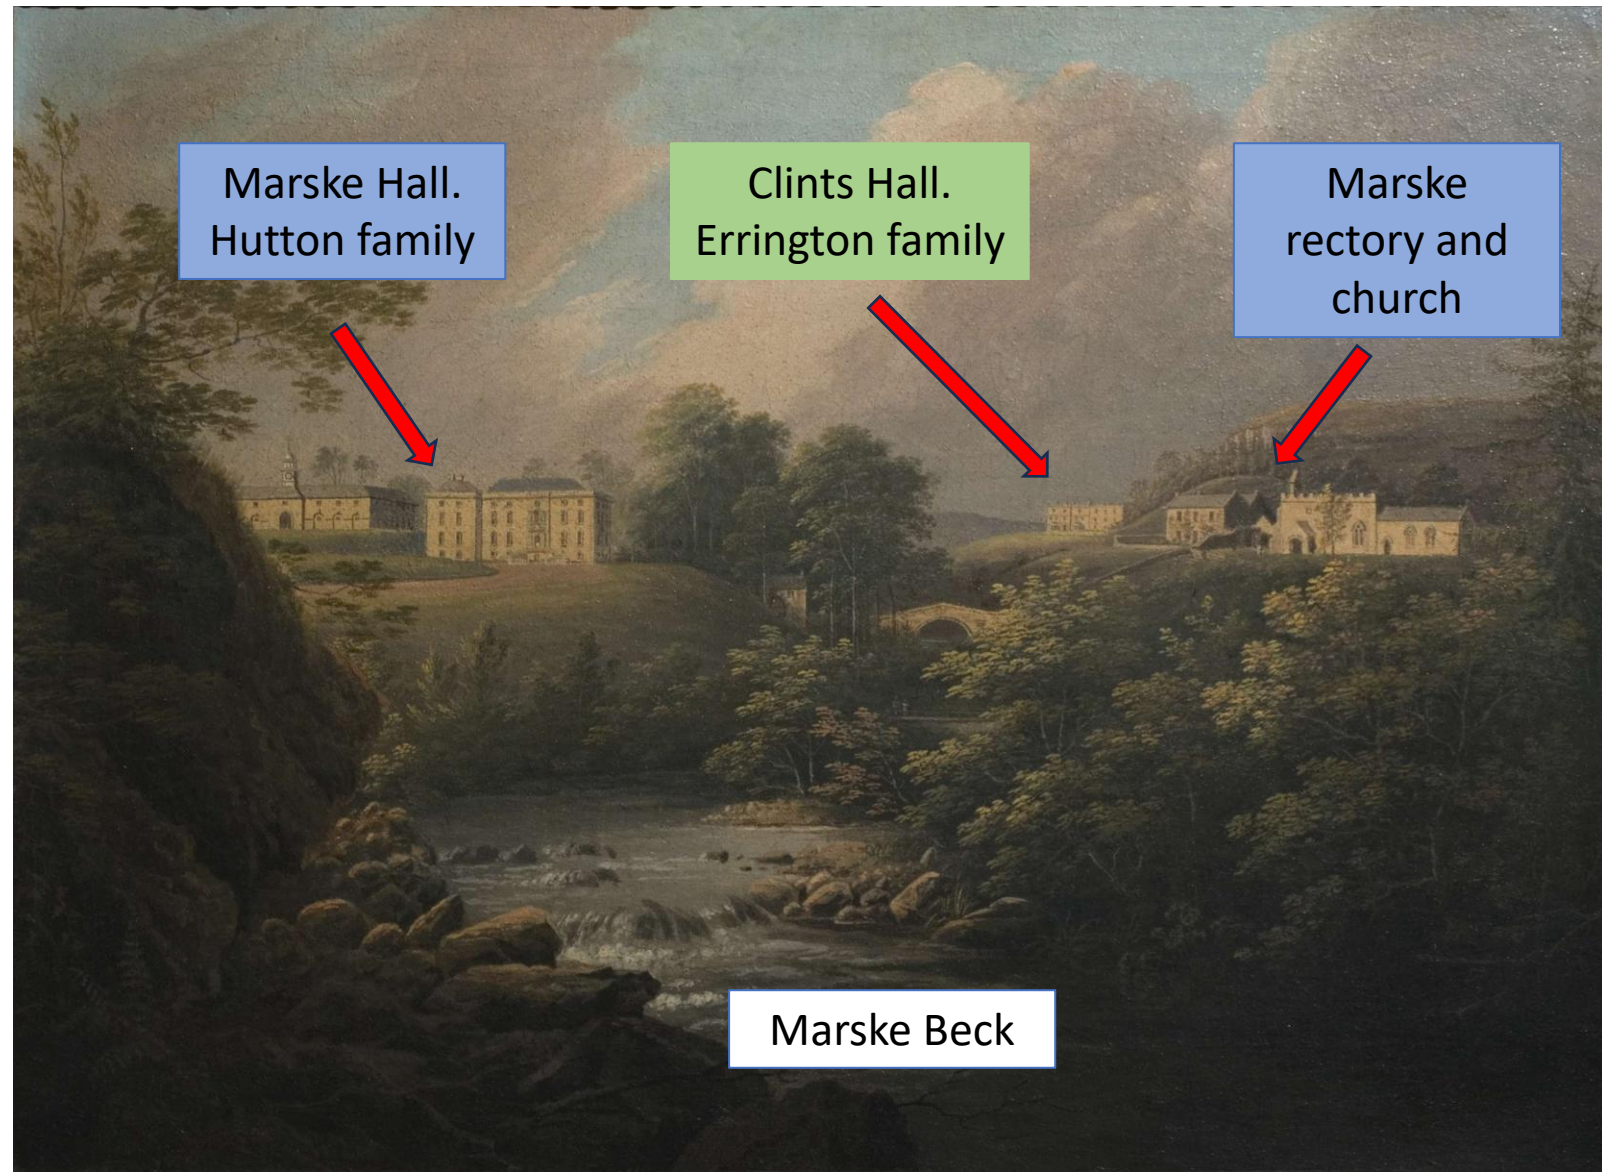 Marske Hall.
Hutton family
Clints Hall.
Errington family
Marske
rectory and
church
Marske Beck